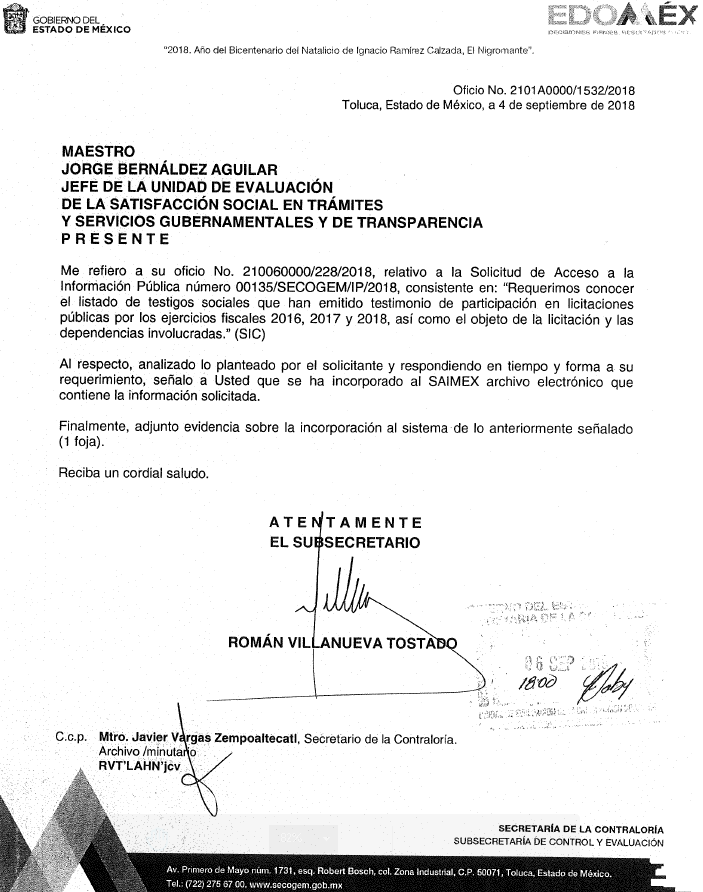 GOBIERNO DEL
ESTADO DE MÉXICO
EDOMÉX
DECISIONES FIRMES, RESULTADOS
"2018. Año del Bicentenario del Natalicio de Ignacio Ramírez Calzada, El Nigromante".
Oficio No. 2101A0000/1532/2018
Toluca, Estado de México, a 4 de septiembre de 2018
MAESTRO
JORGE BERNÁLDEZ AGUILAR
JEFE DE LA UNIDAD DE EVALUACIÓN
DE LA SATISFACCIÓN SOCIAL EN TRÁMITES
Y SERVICIOS GUBERNAMENTALES Y DE TRANSPARENCIA
P R E S E N T E
Me refiero a su oficio No. 210060000/228/2018, relativo a la Solicitud de Acceso a la
Información Pública número 00135/SECOGEM/IP/2018, consistente en: "Requerimos conocer
el listado de testigos sociales que han emitido testimonio de participación en licitaciones
públicas por los ejercicios fiscales 2016, 2017 y 2018, así como el objeto de la licitación y las
dependencias involucradas." (SIC)
Al respecto, analizado lo planteado por el solicitante y respondiendo en tiempo y forma a su
requerimiento, señalo a Usted que se ha incorporado al SAIMEX archivo electrónico que
contiene la información solicitada.
Finalmente, adjunto evidencia sobre la incorporación al sistema de lo anteriormente señalado
(1 foja).
Reciba un cordial saludo.
A T E N T A M E N T E
EL SUBSECRETARIO
ROMÁN VILLANUEVA TOSTADO
DEL
DE LA
06 SEP
18:00
C.c.p. Mtro. Javier Vargas Zempoaltecatl, Secretario de la Contraloría.
Archivo /minutario
RVT'LAHN'jcv
SECRETARÍA DE LA CONTRALORÍA
SUBSECRETARÍA DE CONTROL Y EVALUACIÓN
Av. Primero de Mayo núm. 1731, esq. Robert Bosch, col. Zona Industrial, C.P. 50071, Toluca, Estado de México.
Tel.: (722) 275 67 00. www.secogem.gob.mx